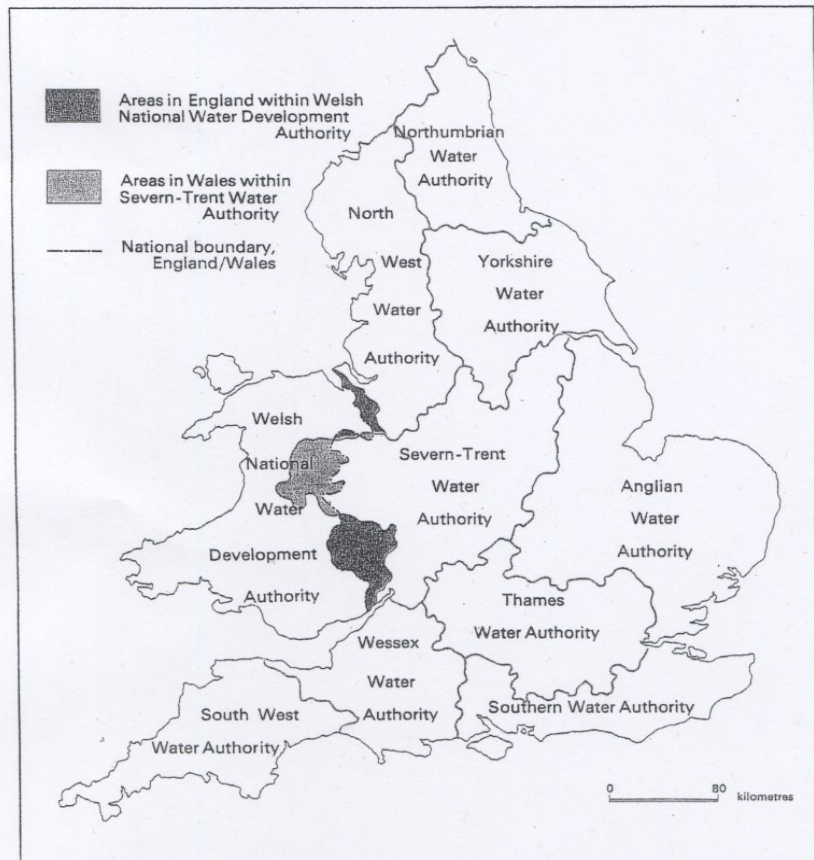 Areas in England within Welsh
National Water Development
Authority
Areas in Wales within
Severn-Trent Water
Authority
National boundary,
England/Wales
Northumbrian
Water
Authority
North
West
Water
Authority
Yorkshire
Water
Authority
Welsh
National
Water
Development
Authority
Severn-Trent
Water
Authority
Anglian
Water
Authority
Thames
Water Authority
Wessex
Water
Authority
Southern Water Authority
South West
Water Authority
0 80 kilometres